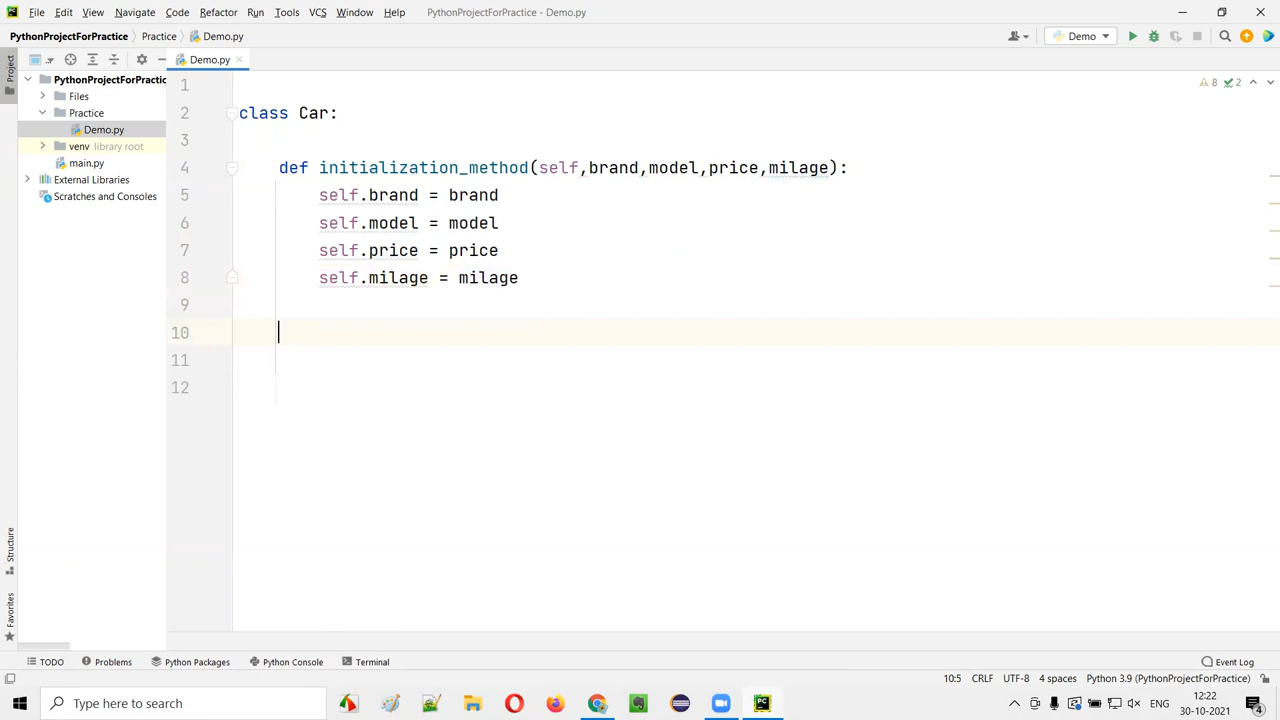 File Edit View Navigate Code Refactor Run Tools VCS Window Help PythonProjectForPractice - Demo.py
PythonProjectForPractice Practice Demo.py Demo
Project Demo.py
PythonProjectForPractic
Files
Practice
Demo.py
venv library root
main.py
External Libraries
Scratches and Consoles
8 2
1
2 class Car:
3
4 def initialization_method(self,brand,model,price,milage):
5 self.brand = brand
6 self.model = model
7 self.price = price
8 self.milage = milage
9
10
11
12
Structure
Favorites
TODO Problems Python Packages Python Console Terminal Event Log
10:5 CRLF UTF-8 4 spaces Python 3.9 (PythonProjectForPractice)
Type here to search
ENG
12:22
30-10-2021
4